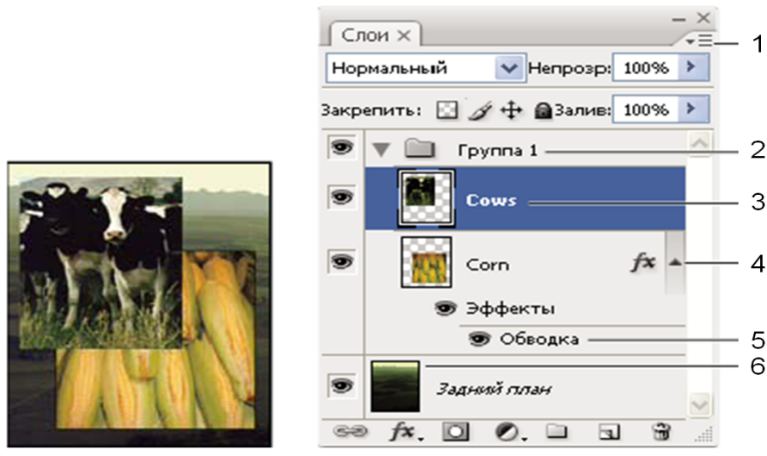 Слои ×
1
Нормальный Непрозр: 100%
Закрепить: Залив: 100%
Группа 1 2
Cows 3
Corn fx 4
Эффекты
Обводка 5
6
Задний план
fx.